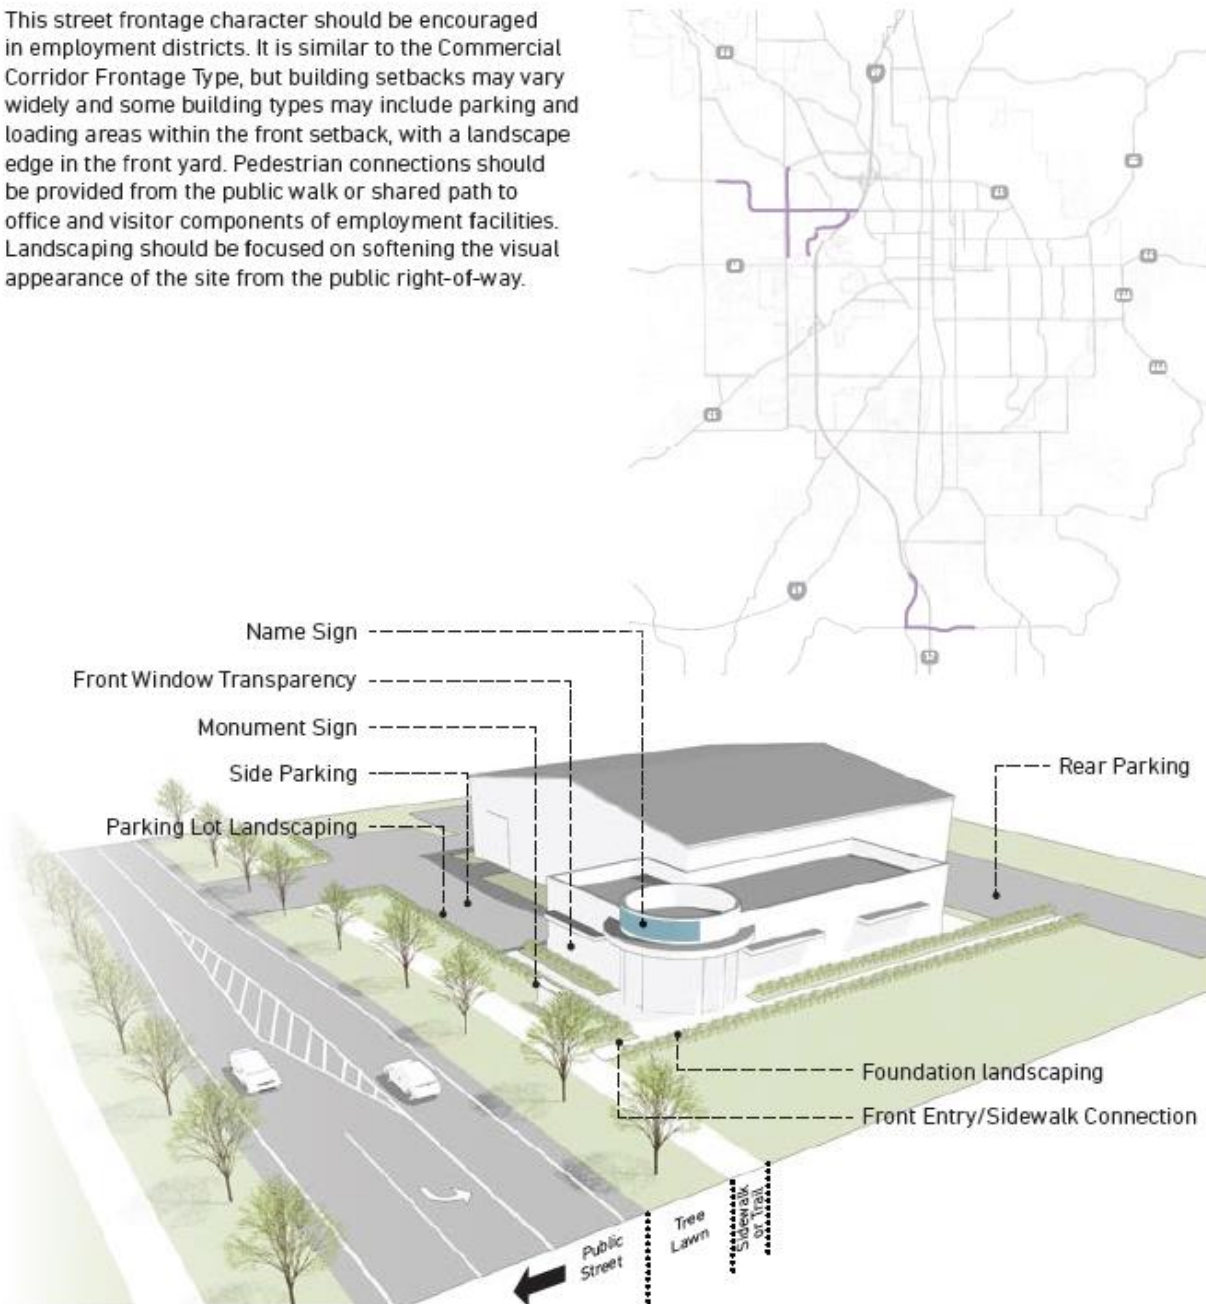 This street frontage character should be encouraged
in employment districts. It is similar to the Commercial
Corridor Frontage Type, but building setbacks may vary
widely and some building types may include parking and
loading areas within the front setback, with a landscape
edge in the front yard. Pedestrian connections should
be provided from the public walk or shared path to
office and visitor components of employment facilities.
Landscaping should be focused on softening the visual
appearance of the site from the public right-of-way.
Name Sign
Front Window Transparency
Monument Sign
Side Parking
Rear Parking
Parking Lot Landscaping
Foundation landscaping
Front Entry/Sidewalk Connection
Public
Street
Tree
Lawn
Sidewalk
or Trail